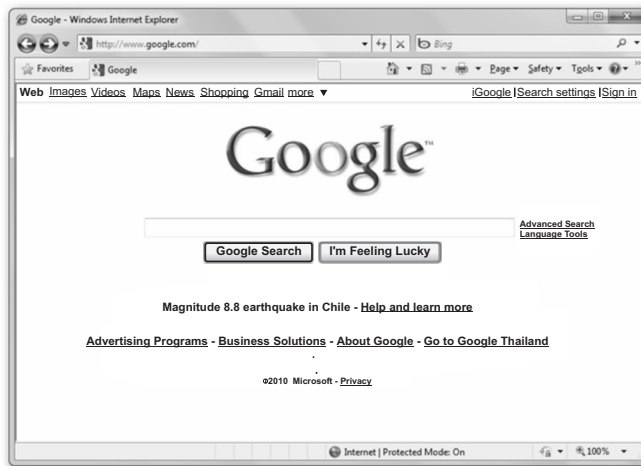 Google - Windows Internet Explorer
http://www.google.com/ Bing
Favorites Google Page Safety Tools
Web Images Videos Maps News Shopping Gmail more ▼ iGoogle | Search settings | Sign in
Google™
Advanced Search
Language Tools
Google Search I'm Feeling Lucky
Magnitude 8.8 earthquake in Chile - Help and learn more
Advertising Programs - Business Solutions - About Google - Go to Google Thailand
©2010 Microsoft - Privacy
Internet | Protected Mode: On 100%